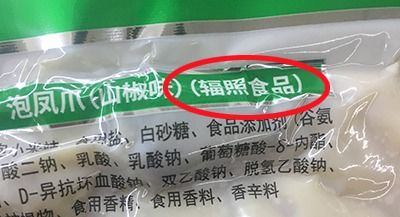 泡凤爪(山椒味)(辐照食品)
白砂糖、食品添加剂(谷氨
酸二钠、乳酸、乳酸钠、葡萄糖酸-δ-内酯、
D-异抗坏血酸钠、双乙酸钠、脱氢乙酸钠、
食用香精、食用香料、香辛料